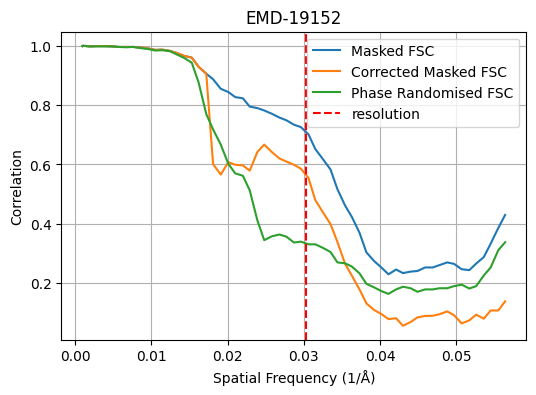 EMD-19152
Masked FSC
Corrected Masked FSC
Phase Randomised FSC
resolution
Correlation
1.0
0.8
0.6
0.4
0.2
0.00 0.01 0.02 0.03 0.04 0.05
Spatial Frequency (1/Å)